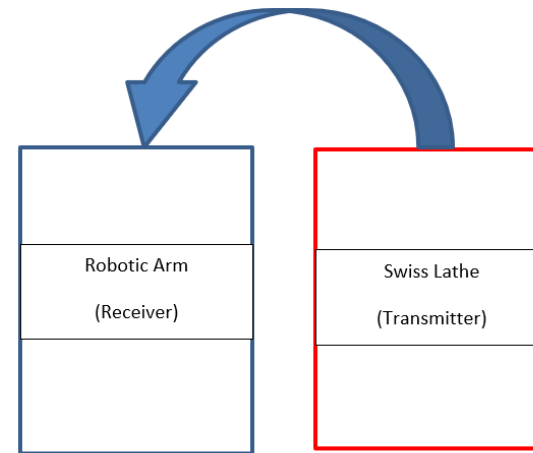 Robotic Arm
(Receiver)
Swiss Lathe
(Transmitter)